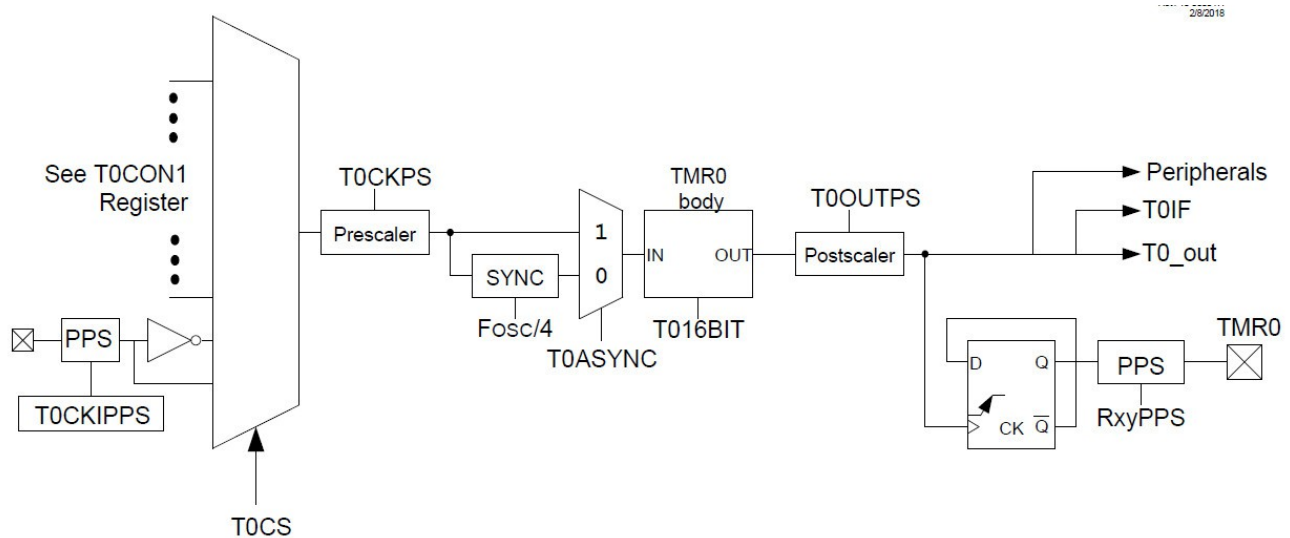 2/8/2018
See T0CON1
Register
PPS
T0CKIPPS
T0CS
T0CKPS
Prescaler
SYNC
Fosc/4
1
0
T0ASYNC
TMR0
body
IN
OUT
T016BIT
T0OUTPS
Postscaler
Peripherals
T0IF
T0_out
D
Q
CK
Q
PPS
RxyPPS
TMR0